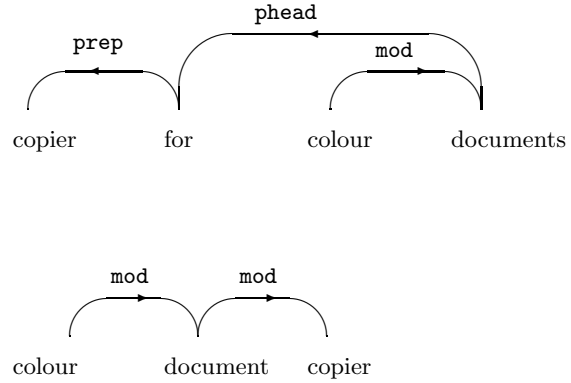 phead
prep mod
copier for colour documents
mod mod
colour document copier